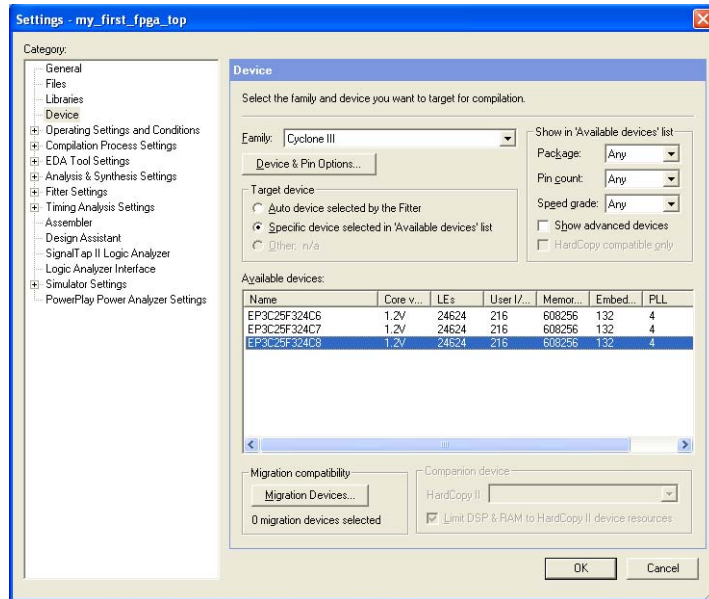 Settings - my_first_fpga_top
Category:
General
Files
Libraries
Device
Operating Settings and Conditions
Compilation Process Settings
EDA Tool Settings
Analysis & Synthesis Settings
Fitter Settings
Timing Analysis Settings
Assembler
Design Assistant
SignalTap II Logic Analyzer
Logic Analyzer Interface
Simulator Settings
PowerPlay Power Analyzer Settings
Device
Select the family and device you want to target for compilation.
Family: Cyclone III
Device & Pin Options...
Target device
Auto device selected by the Fitter
Specific device selected in 'Available devices' list
Other: n/a
Show in 'Available devices' list
Package: Any
Pin count: Any
Speed grade: Any
Show advanced devices
HardCopy compatible only
Available devices:
Name Core v... LEs User I/... Memor... Embed... PLL
EP3C25F324C6 1.2V 24624 216 608256 132 4
EP3C25F324C7 1.2V 24624 216 608256 132 4
EP3C25F324C8 1.2V 24624 216 608256 132 4
Migration compatibility
Migration Devices...
0 migration devices selected
Companion device
HardCopy II
Limit DSP & RAM to HardCopy II device resources
OK Cancel